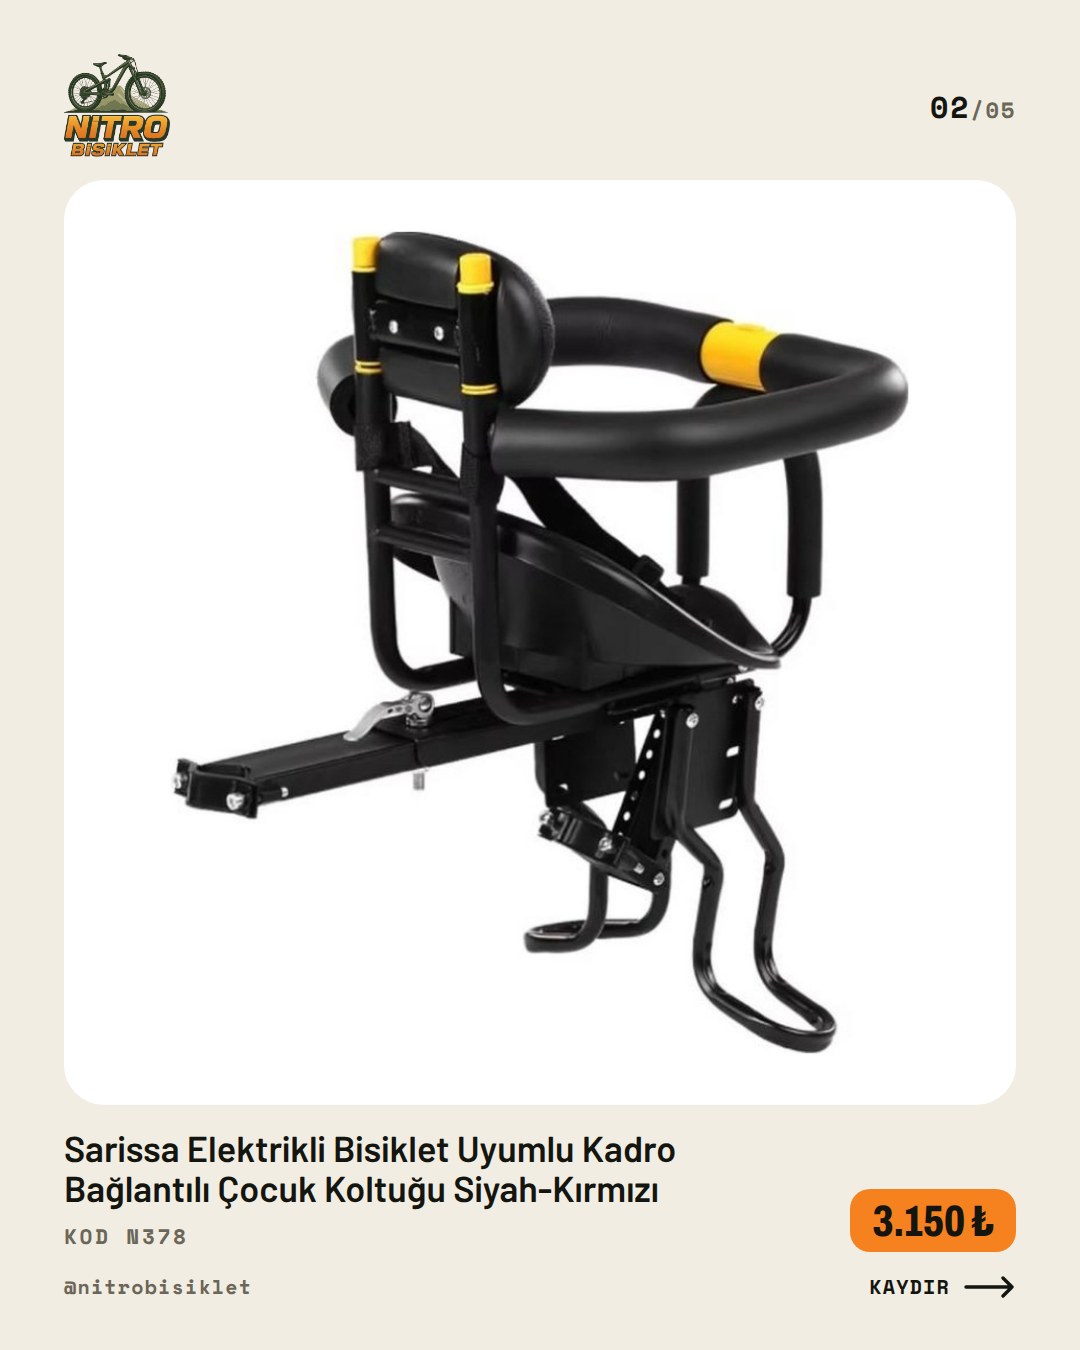 NiTRO
BISIKLET
02/05
Sarissa Elektrikli Bisiklet Uyumlu Kadro
Bağlantılı Çocuk Koltuğu Siyah-Kırmızı
KOD N378
3.150 ₺
@nitrobisiklet
KAYDIR